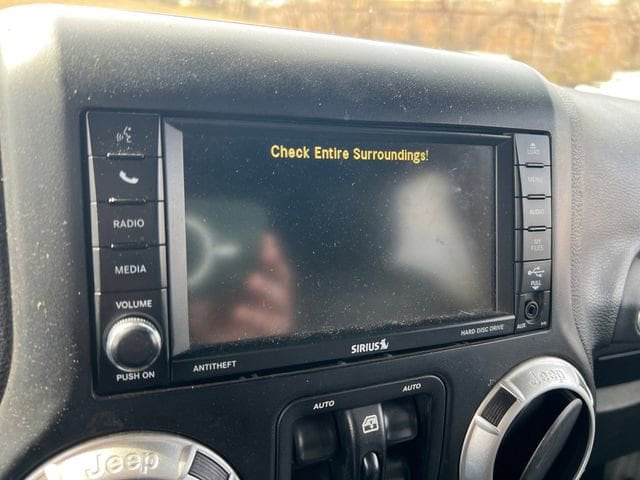 Check Entire Surroundings!
RADIO
MEDIA
VOLUME
PUSH ON
LOAD
MENU
AUDIO
MY
FILES
PULL
AUX
ANTITHEFT
SIRIUS
HARD DISC DRIVE
AUTO
AUTO
Jeep
Jeep